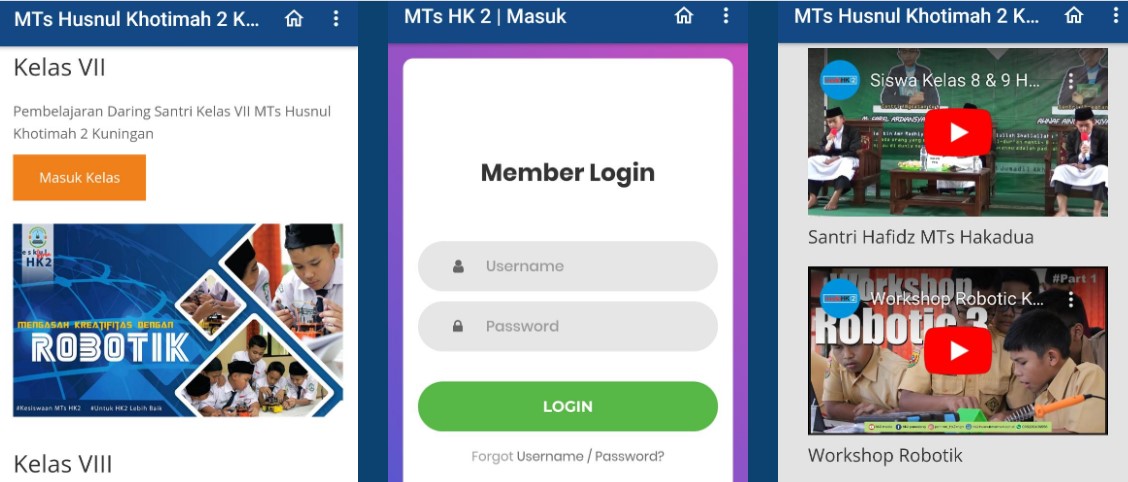 MTs Husnul Khotimah 2 Kuninga...
Kelas VII
Pembelajaran Daring Santri Kelas VII MTs Husnul
Khotimah 2 Kuningan
Masuk Kelas
HK2
MENGASAH KREATIFITAS DENGAN
ROBOTIK
#Kesiswaan MTs HK2 #Untuk HK2 Lebih Baik
Kelas VIII
MTs HK 2 | Masuk
Member Login
Username
Password
LOGIN
Forgot Username / Password?
MTs Husnul Khotimah 2 K...
Siswa Kelas 8 & 9 H...
Santri Hafidz MTs Hakadua
#Workshop
#Part 1
Workshop Robotic K...
Robotic 3
Workshop Robotik